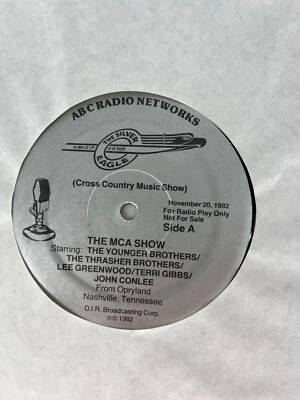 ABC RADIO NETWORKS
THE SILVER
EAGLE
(Cross Country Music Show)
November 20, 1982
For Radio Play Only
Not For Sale
Side A
THE MCA SHOW
Starring: THE YOUNGER BROTHERS/
THE THRASHER BROTHERS/
LEE GREENWOOD/TERRI GIBBS/
JOHN CONLEE
From Opryland
Nashville, Tennessee
D.I.R. Broadcasting Corp.
℗© 1982